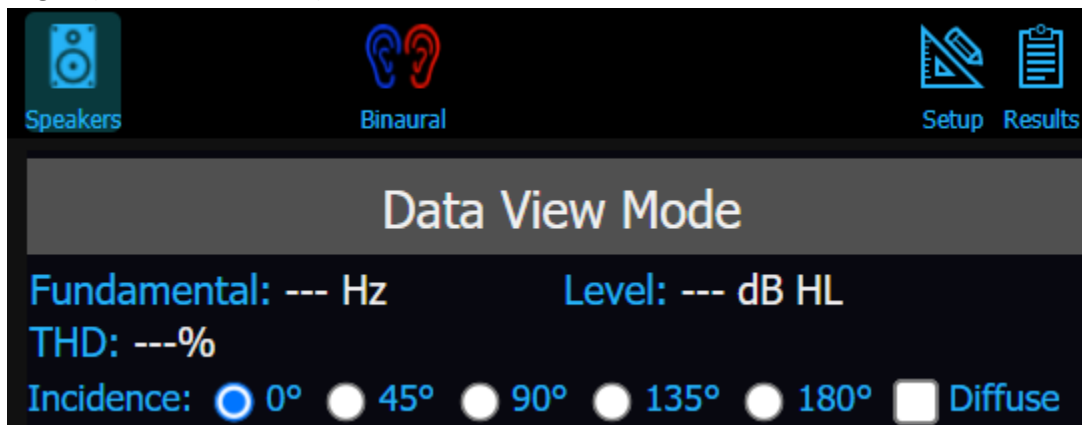 Speakers Binaural Setup Results
Data View Mode
Fundamental: --- Hz Level: --- dB HL
THD: ---%
Incidence: 0° 45° 90° 135° 180° Diffuse